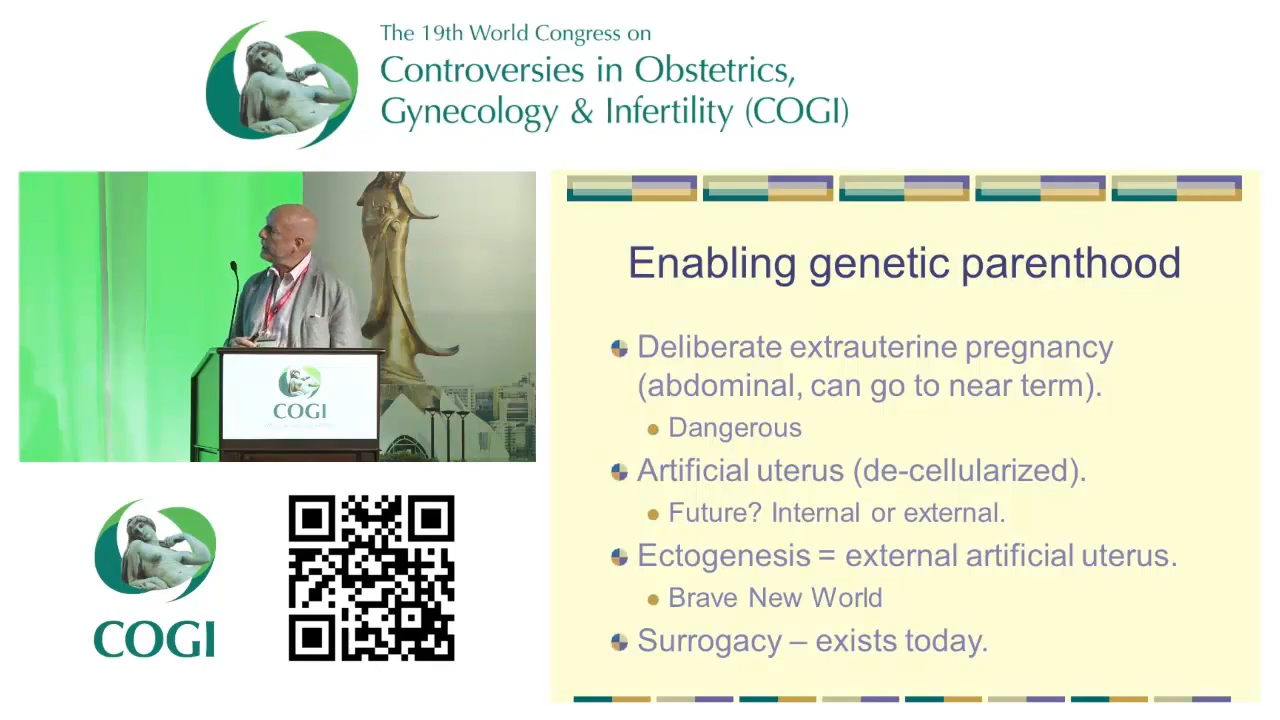 The 19th World Congress on
Controversies in Obstetrics,
Gynecology & Infertility (COGI)
COGI
COGI
Enabling genetic parenthood
Deliberate extrauterine pregnancy
(abdominal, can go to near term).
Dangerous
Artificial uterus (de-cellularized).
Future? Internal or external.
Ectogenesis = external artificial uterus.
Brave New World
Surrogacy – exists today.